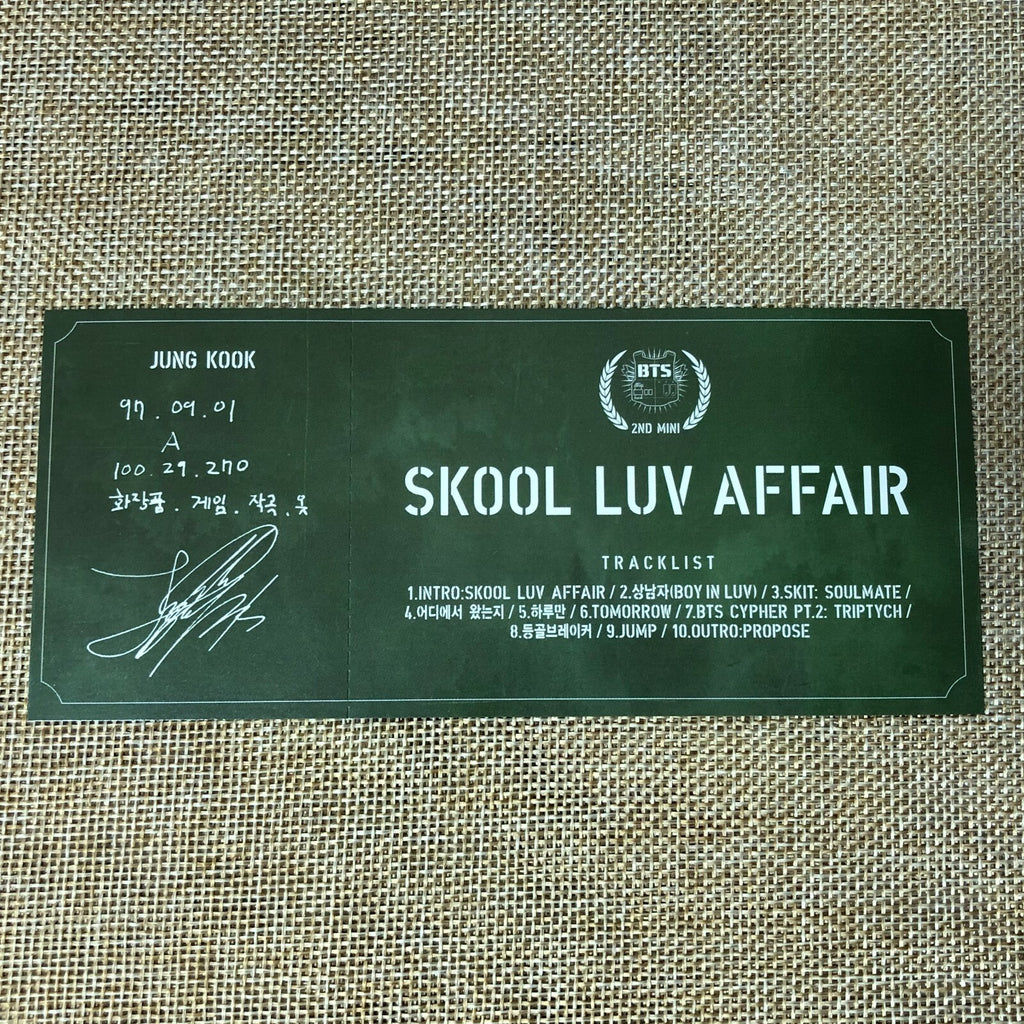 JUNG KOOK
97.09.01
A
100.29.270
화장품.게임.작곡.옷
BTS
2ND MINI
SKOOL LUV AFFAIR
TRACKLIST
1.INTRO:SKOOL LUV AFFAIR / 2.상남자(BOY IN LUV) / 3.SKIT: SOULMATE /
4.어디에서 왔는지 / 5.하루만 / 6.TOMORROW / 7.BTS CYPHER PT.2: TRIPTYCH /
8.등골브레이커 / 9.JUMP / 10.OUTRO:PROPOSE